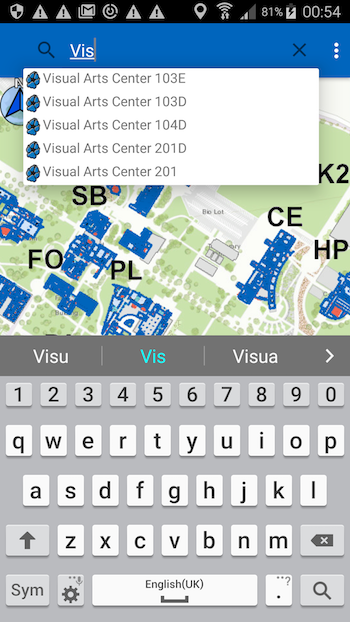 81% 00:54
Vis
N
Visual Arts Center 103E
Visual Arts Center 103D
Visual Arts Center 104D
Visual Arts Center 201D
Visual Arts Center 201
K2
SB
Bio Lot
CE
HP
FO
PL
Visu Vis Visua
1 2 3 4 5 6 7 8 9 0
q w e r t y u i o p
a s d f g h j k l
z x c v b n m
Sym English(UK) . ...?